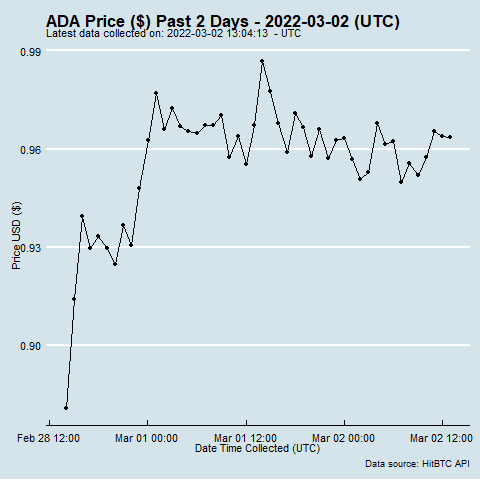 ADA Price ($) Past 2 Days - 2022-03-02 (UTC)
Latest data collected on: 2022-03-02 13:04:13 - UTC
0.99
0.96
0.93
0.90
Price USD ($)
Feb 28 12:00 Mar 01 00:00 Mar 01 12:00 Mar 02 00:00 Mar 02 12:00
Date Time Collected (UTC)
Data source: HitBTC API